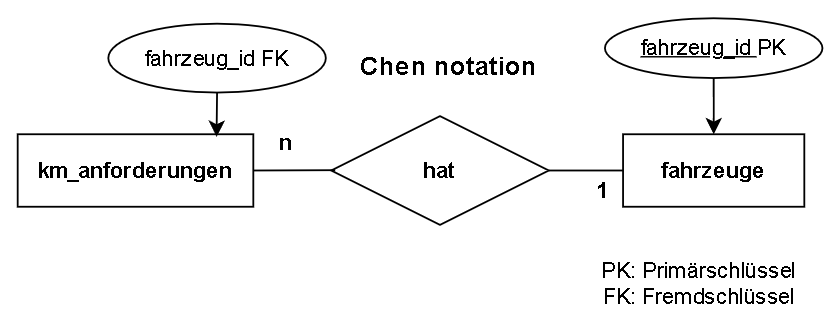 fahrzeug_id FK
Chen notation
fahrzeug_id PK
km_anforderungen
n
hat
1
fahrzeuge
PK: Primärschlüssel
FK: Fremdschlüssel